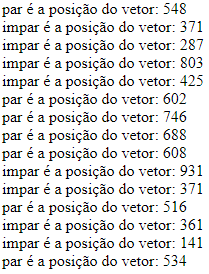 par é a posição do vetor: 548
impar é a posição do vetor: 371
impar é a posição do vetor: 287
impar é a posição do vetor: 803
impar é a posição do vetor: 425
par é a posição do vetor: 602
par é a posição do vetor: 746
par é a posição do vetor: 688
par é a posição do vetor: 608
impar é a posição do vetor: 931
impar é a posição do vetor: 371
par é a posição do vetor: 516
impar é a posição do vetor: 361
impar é a posição do vetor: 141
par é a posição do vetor: 534